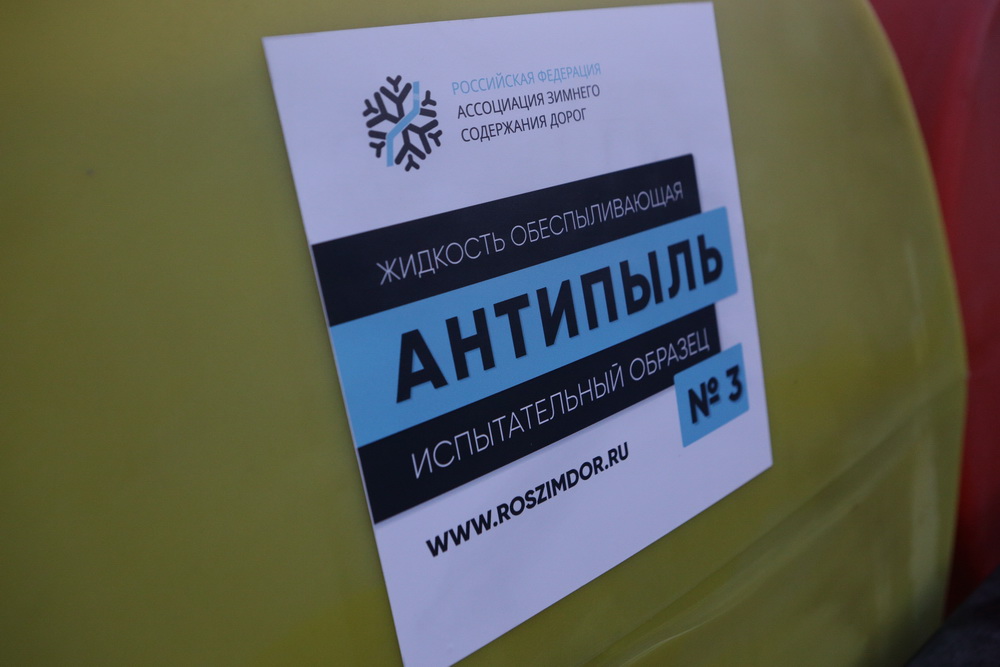 РОССИЙСКАЯ ФЕДЕРАЦИЯ
АССОЦИАЦИЯ ЗИМНЕГО
СОДЕРЖАНИЯ ДОРОГ
ЖИДКОСТЬ ОБЕСПЫЛИВАЮЩАЯ
АНТИПЫЛЬ
ИСПЫТАТЕЛЬНЫЙ ОБРАЗЕЦ
№ 3
WWW.ROSZIMDOR.RU